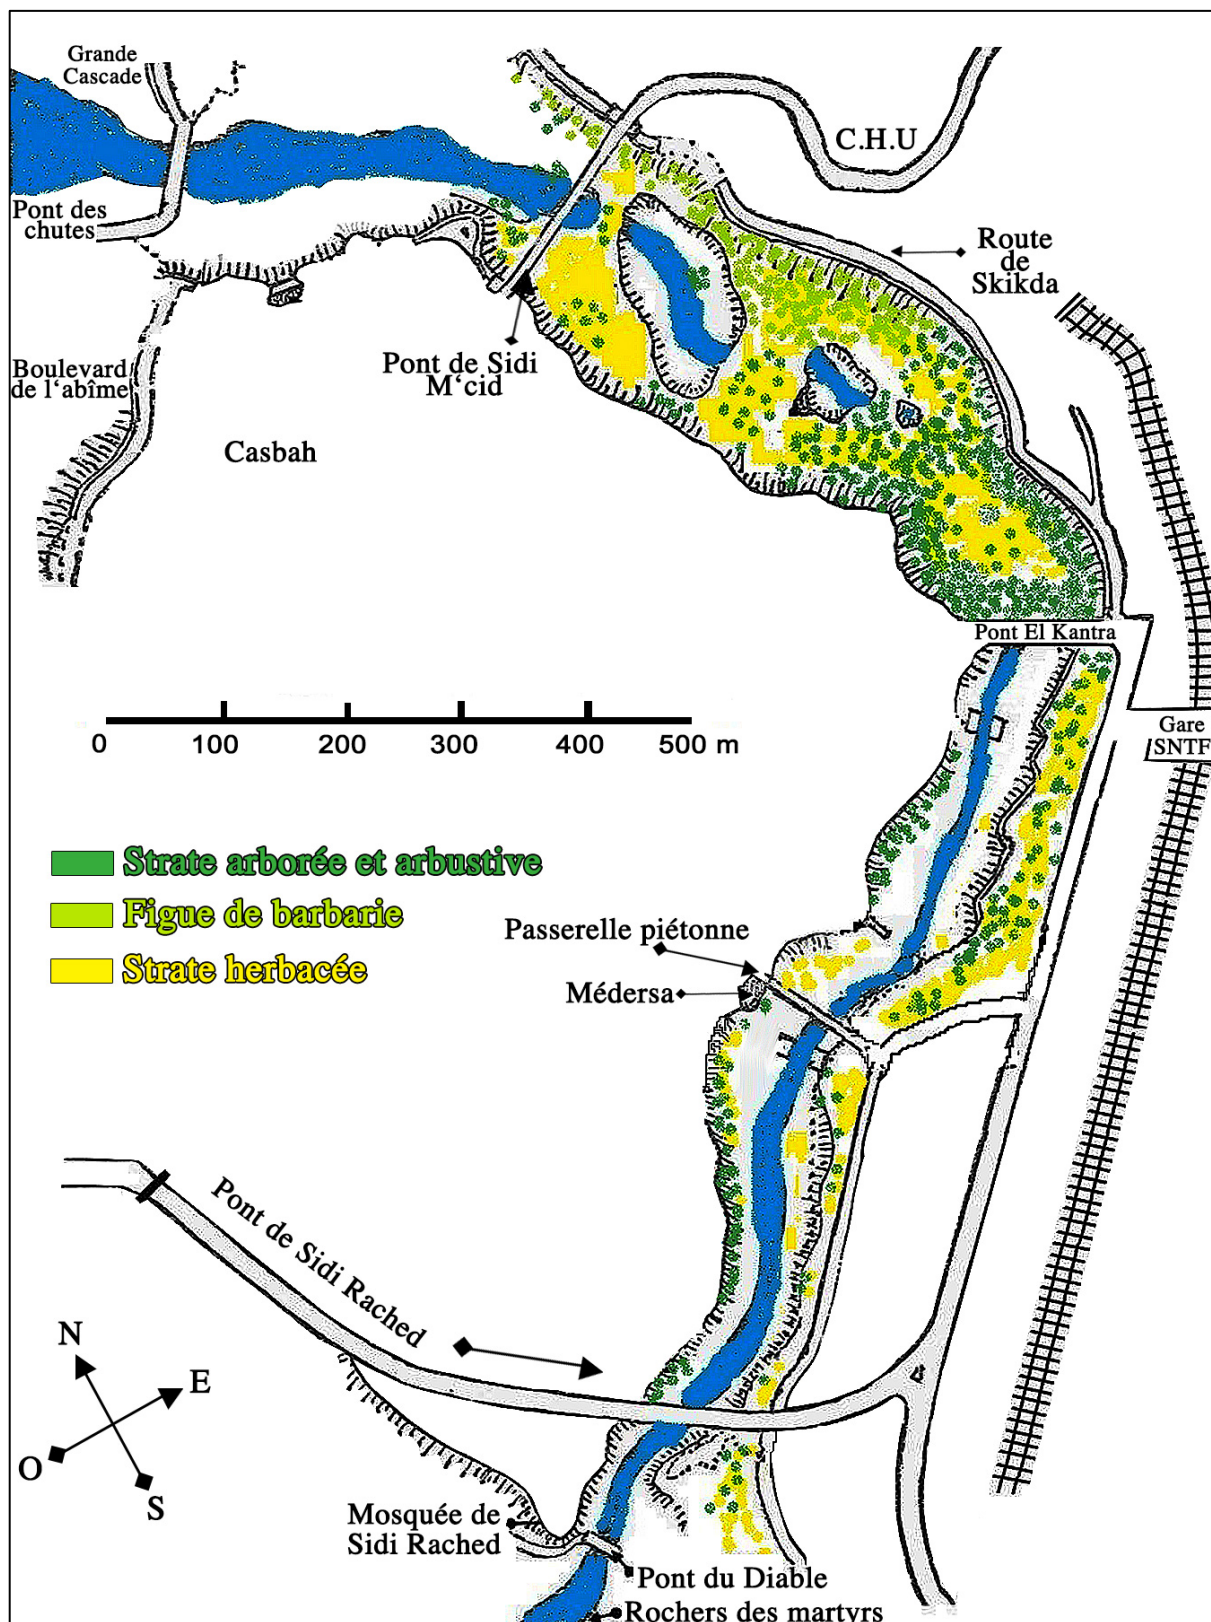 Grande
Cascade
C.H.U
Pont des
chutes
Route
de
Skikda
Pont de Sidi
M‘cid
Boulevard
de l‘abîme
Casbah
Pont El Kantra
0 100 200 300 400 500 m
Gare
SNTF
Strate arborée et arbustive
Figue de barbarie
Strate herbacée
Passerelle piétonne
Médersa
Pont de Sidi Rached
N
E
O
S
Mosquée de
Sidi Rached
Pont du Diable
Rochers des martyrs